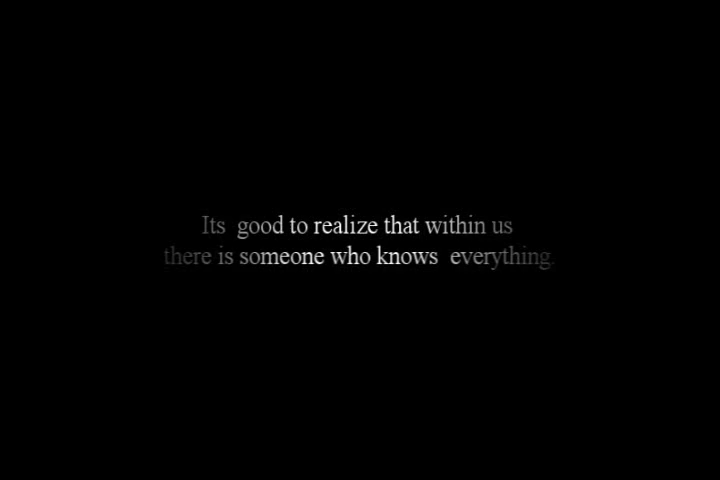 Its good to realize that within us
there is someone who knows everything.